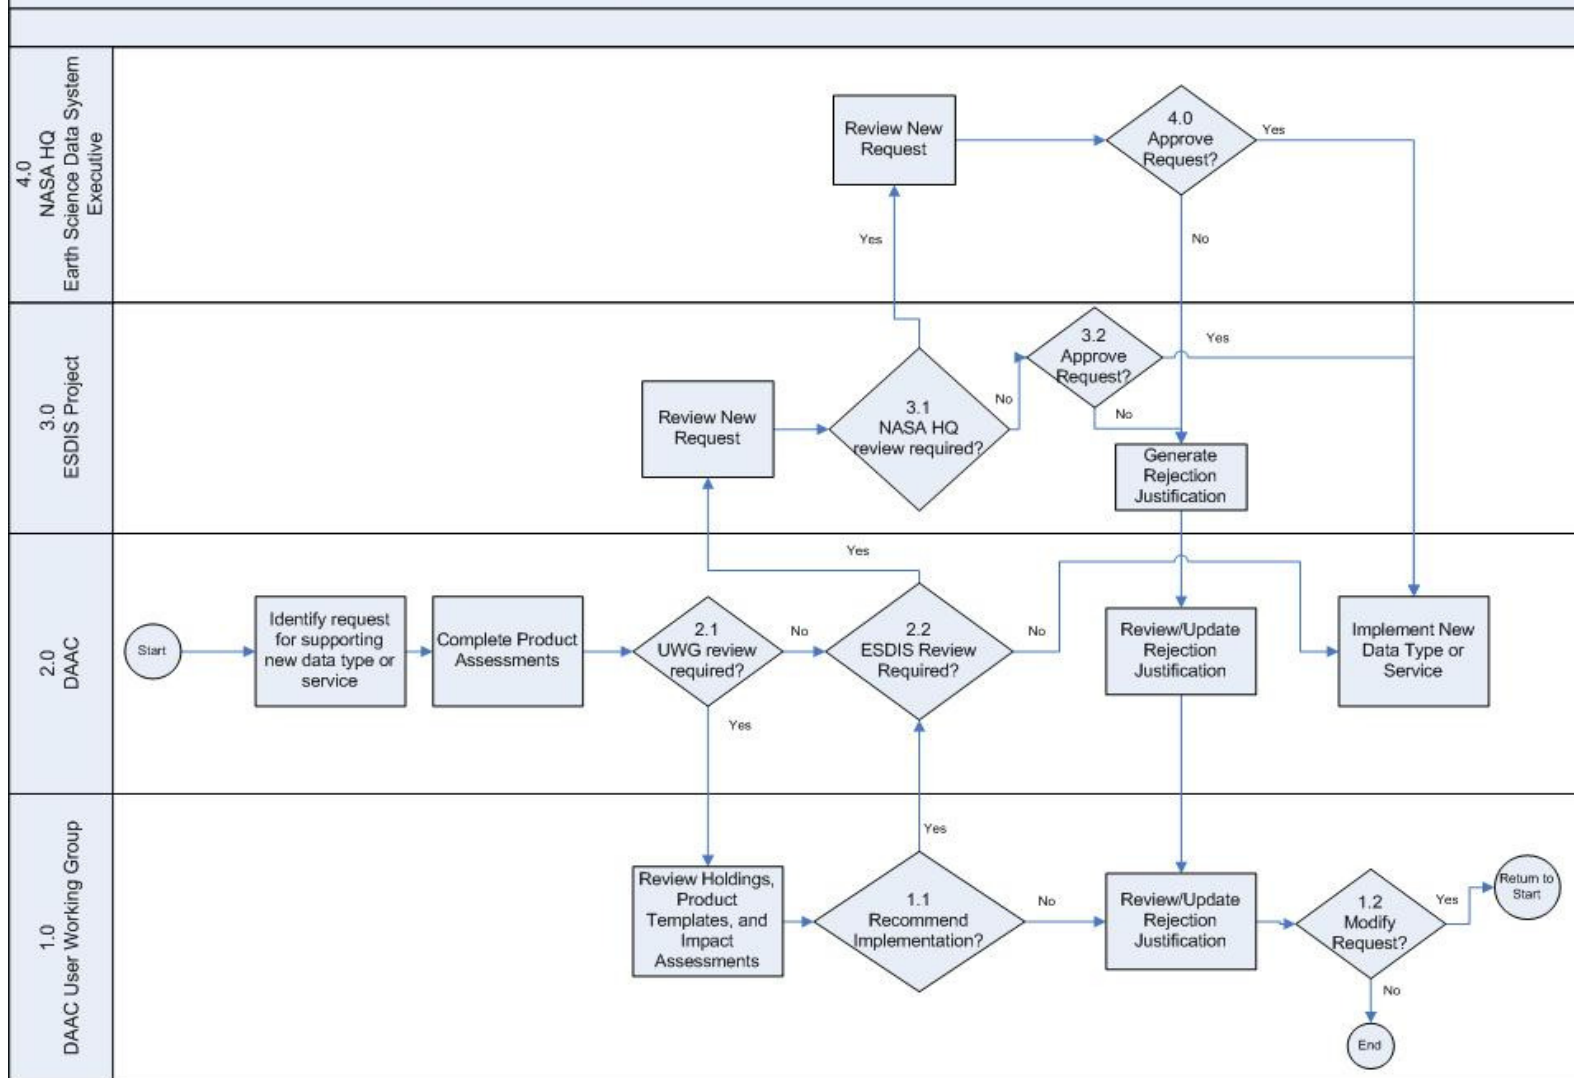 4.0
NASA HQ
Earth Science Data System
Executive
Review New
Request
4.0
Approve
Request?
Yes
Yes
No
3.0
ESDIS Project
Review New
Request
3.1
NASA HQ
review required?
No
3.2
Approve
Request?
Yes
No
Generate
Rejection
Justification
2.0
DAAC
Start
Identify request
for supporting
new data type or
service
Complete Product
Assessments
2.1
UWG review
required?
No
Yes
2.2
ESDIS Review
Required?
Yes
No
Review/Update
Rejection
Justification
Implement New
Data Type or
Service
1.0
DAAC User Working Group
Review Holdings,
Product
Templates, and
Impact
Assessments
1.1
Recommend
Implementation?
Yes
No
Review/Update
Rejection
Justification
1.2
Modify
Request?
Yes
Return to
Start
No
End